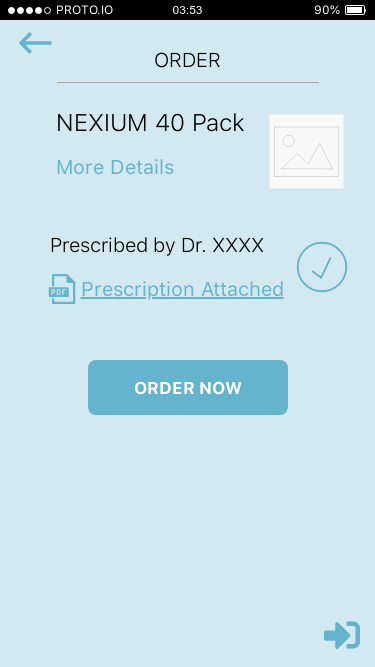 PROTO.IO 03:53 90%
ORDER
NEXIUM 40 Pack
More Details
Prescribed by Dr. XXXX
PDF Prescription Attached
ORDER NOW